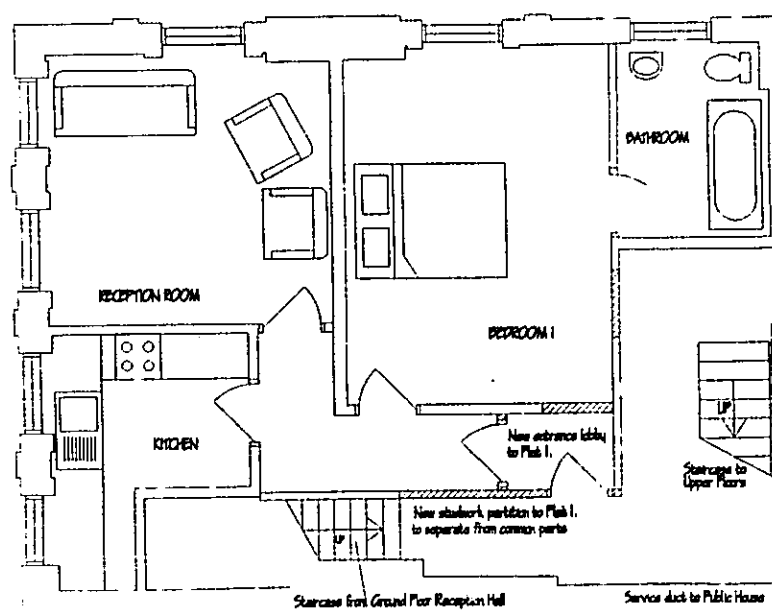 BATHROOM
RECEPTION ROOM
BEDROOM 1
UP
KITCHEN
New entrance lobby
to Flat 1.
Staircase to
Upper Floors
New studwork partition to Flat 1.
to separate from common parts
UP
Staircase from Ground Floor Reception Hall
Service duct to Public House